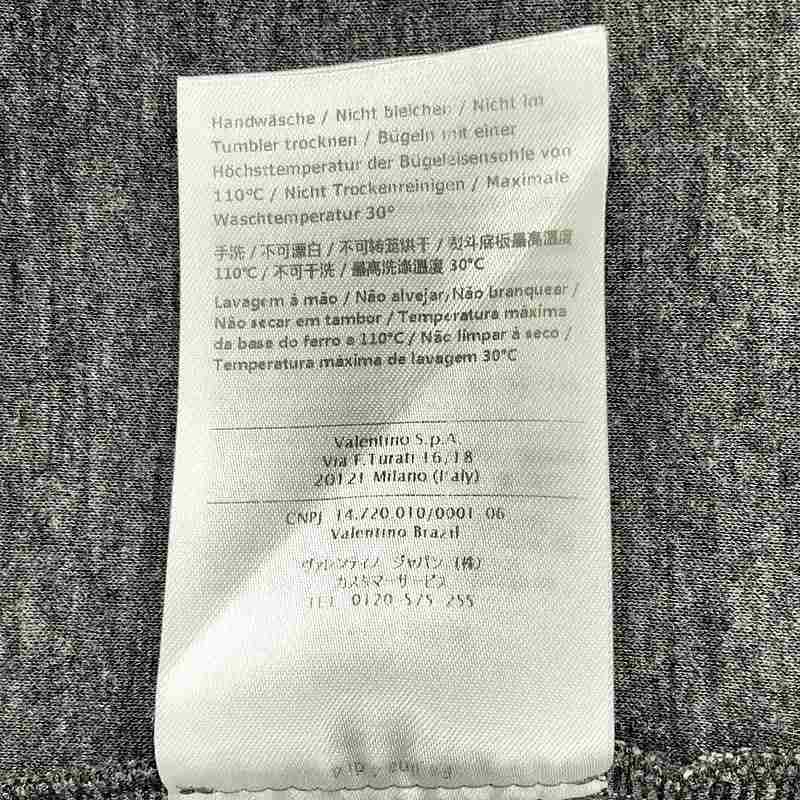 Handwäsche / Nicht bleichen / Nicht im
Tumbler trocknen / Bügeln mit einer
Höchsttemperatur der Bügeleisensohle von
110°C / Nicht Trockenreinigen / Maximale
Waschtemperatur 30°
手洗 / 不可漂白 / 不可转蓝烘干 / 熨斗底板最高溫度
110°C / 不可干洗 / 最高洗涤溫度 30°C
Lavagem à mão / Não alvejar/Não branquear /
Não secar em tambor / Temperatura máxima
da base do ferro a 110°C / Não limpar à seco /
Temperatura máxima de lavagem 30°C
Valentino S.p.A.
Via F.Turati 16/18
20121 Milano (Italy)
CNPJ 14.720.010/0001-06
Valentino Brazil
ヴァレンティノ ジャパン (株)
カスタマーサービス
TEL 0120-575-255